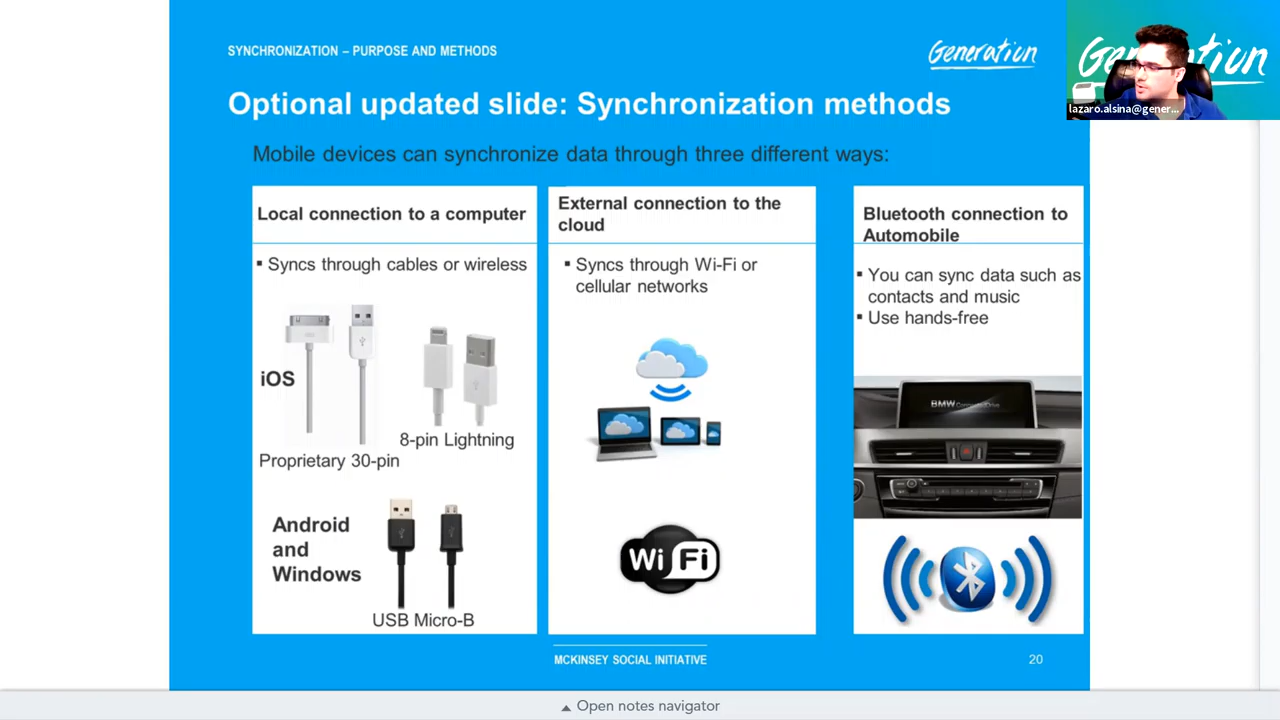 SYNCHRONIZATION – PURPOSE AND METHODS
Generation
Optional updated slide: Synchronization methods
Mobile devices can synchronize data through three different ways:
Local connection to a computer
▪ Syncs through cables or wireless
iOS
8-pin Lightning
Proprietary 30-pin
Android
and
Windows
USB Micro-B
External connection to the
cloud
▪ Syncs through Wi-Fi or
cellular networks
Wi Fi
Bluetooth connection to
Automobile
▪ You can sync data such as
contacts and music
▪ Use hands-free
BMW ConnectedDrive
MCKINSEY SOCIAL INITIATIVE
20
lazaro.alsina@gener...
Open notes navigator